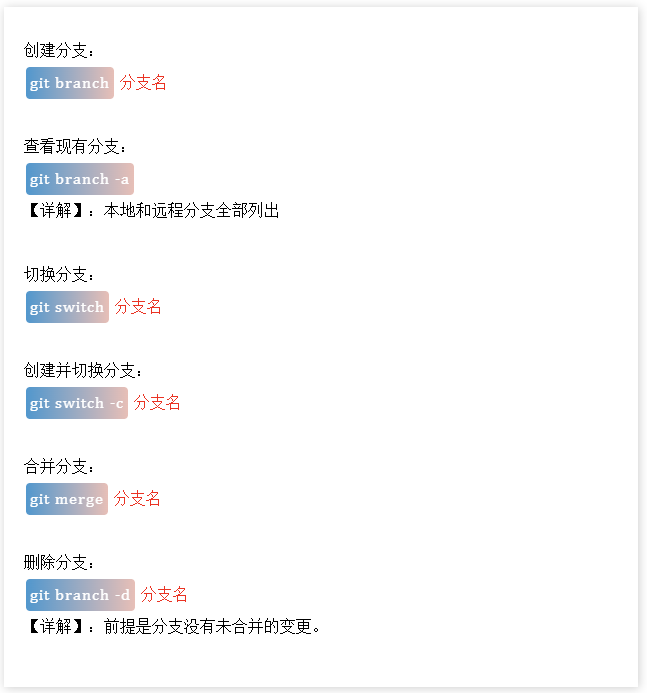 创建分支：
git branch 分支名
查看现有分支：
git branch -a
【详解】：本地和远程分支全部列出
切换分支：
git switch 分支名
创建并切换分支：
git switch -c 分支名
合并分支：
git merge 分支名
删除分支：
git branch -d 分支名
【详解】：前提是分支没有未合并的变更。